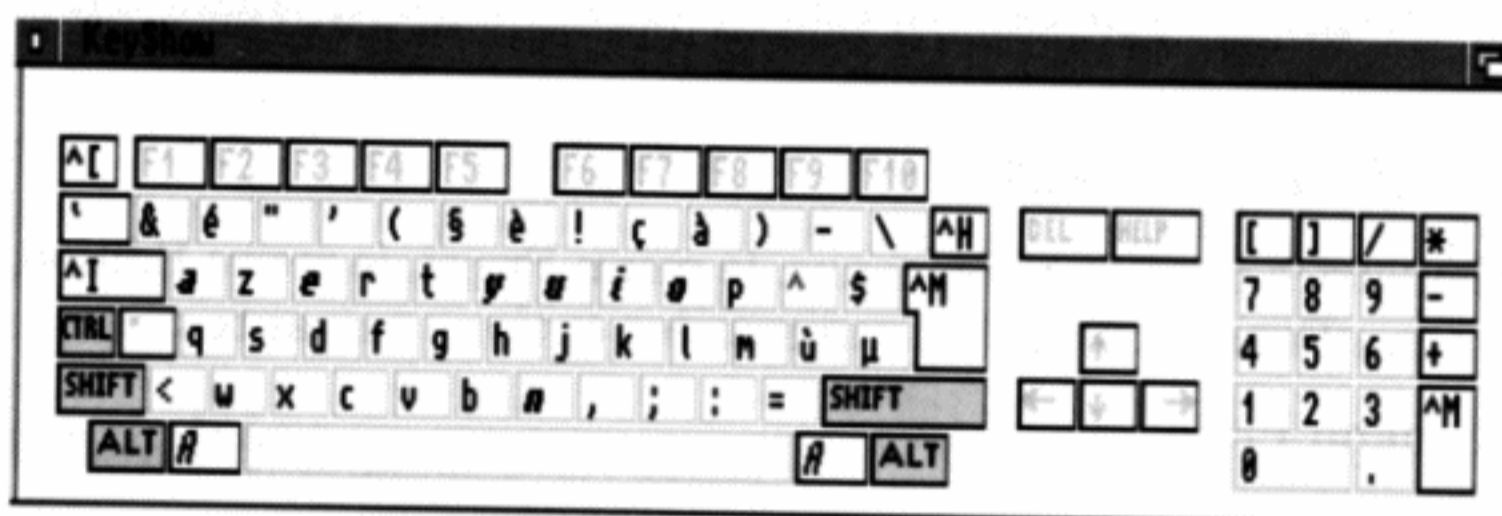 KeyShow
^[ F1 F2 F3 F4 F5 F6 F7 F8 F9 F10
` & é " ' ( § è ! ç à ) - \ ^H DEL HELP [ ] / *
^I a z e r t y u i o p ^ $ ^M 7 8 9 -
CTRL q s d f g h j k l m ù µ ↑ 4 5 6 +
SHIFT < w x c v b n , ; : = SHIFT ← ↓ → 1 2 3 ^M
ALT A A ALT 0 .